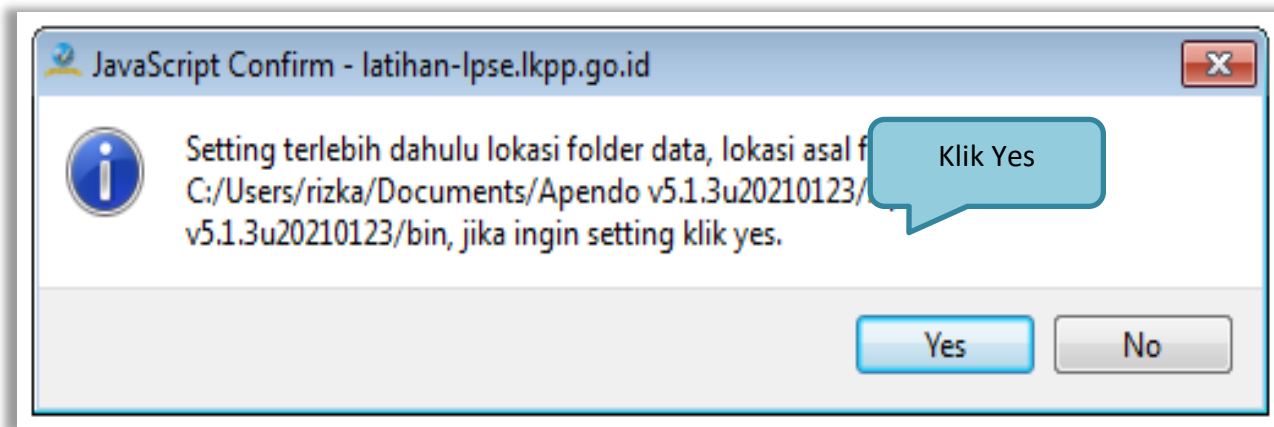 JavaScript Confirm - latihan-lpse.lkpp.go.id
Setting terlebih dahulu lokasi folder data, lokasi asal
Klik Yes
C:/Users/rizka/Documents/Apendo v5.1.3u20210123/
v5.1.3u20210123/bin, jika ingin setting klik yes.
Yes No